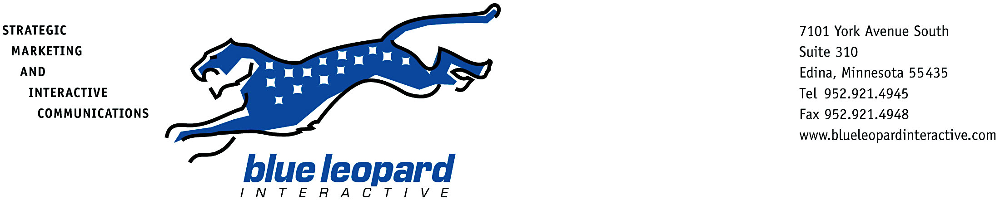 STRATEGIC
MARKETING
AND
INTERACTIVE
COMMUNICATIONS
blue leopard
INTERACTIVE
7101 York Avenue South
Suite 310
Edina, Minnesota 55435
Tel 952.921.4945
Fax 952.921.4948
www.blueleopardinteractive.com